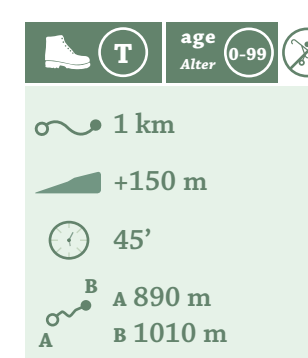 T
age
Alter
0-99
1 km
+150 m
45’
A
B
A 890 m
B 1010 m